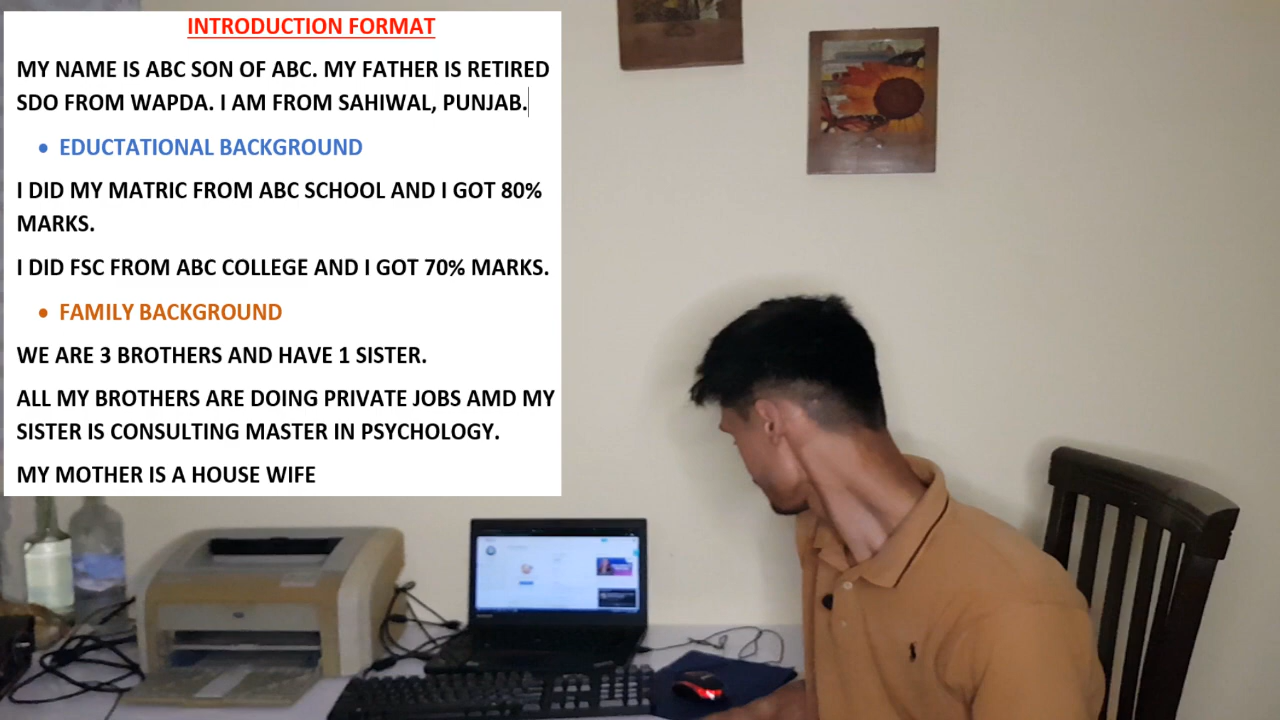 INTRODUCTION FORMAT
MY NAME IS ABC SON OF ABC. MY FATHER IS RETIRED
SDO FROM WAPDA. I AM FROM SAHIWAL, PUNJAB.
• EDUCTATIONAL BACKGROUND
I DID MY MATRIC FROM ABC SCHOOL AND I GOT 80%
MARKS.
I DID FSC FROM ABC COLLEGE AND I GOT 70% MARKS.
• FAMILY BACKGROUND
WE ARE 3 BROTHERS AND HAVE 1 SISTER.
ALL MY BROTHERS ARE DOING PRIVATE JOBS AMD MY
SISTER IS CONSULTING MASTER IN PSYCHOLOGY.
MY MOTHER IS A HOUSE WIFE